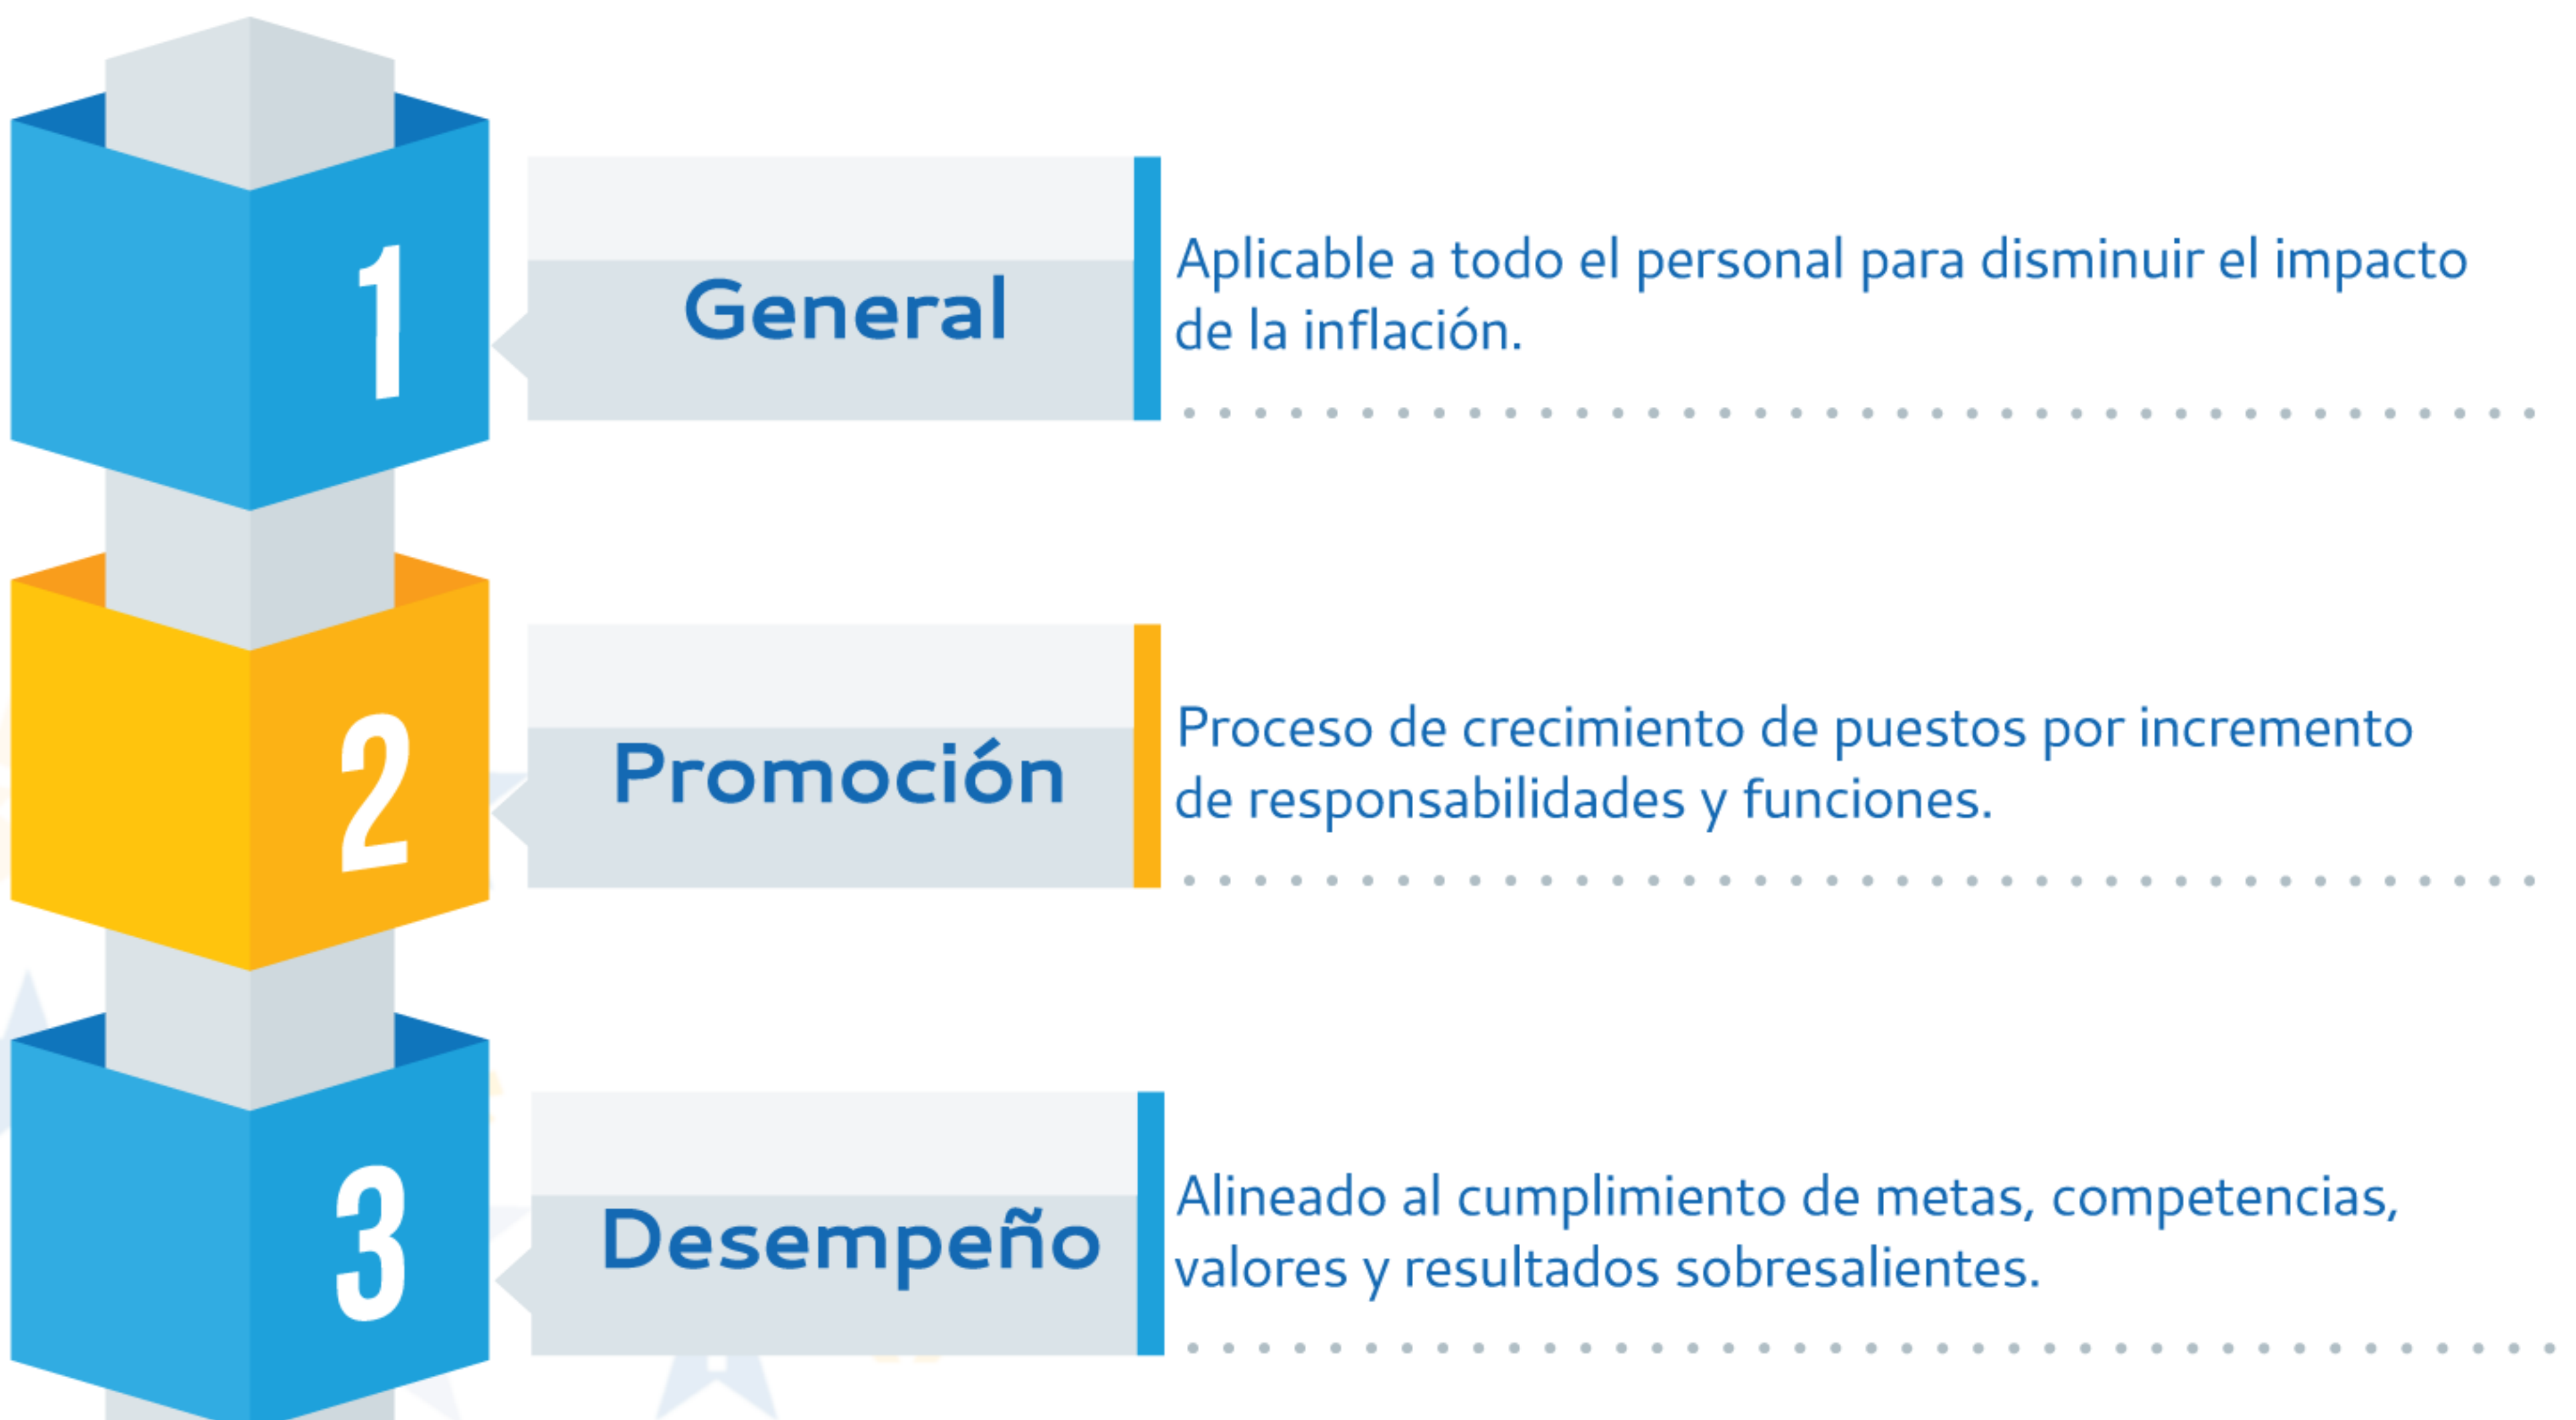 1
General
Aplicable a todo el personal para disminuir el impacto
de la inflación.
2
Promoción
Proceso de crecimiento de puestos por incremento
de responsabilidades y funciones.
3
Desempeño
Alineado al cumplimiento de metas, competencias,
valores y resultados sobresalientes.